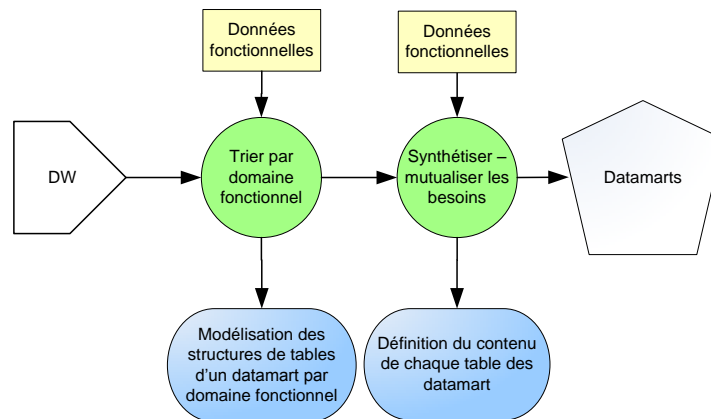 Données
fonctionnelles
Données
fonctionnelles
DW
Trier par
domaine
fonctionnel
Synthétiser –
mutualiser les
besoins
Datamarts
Modélisation des
structures de tables
d'un datamart par
domaine fonctionnel
Définition du contenu
de chaque table des
datamart